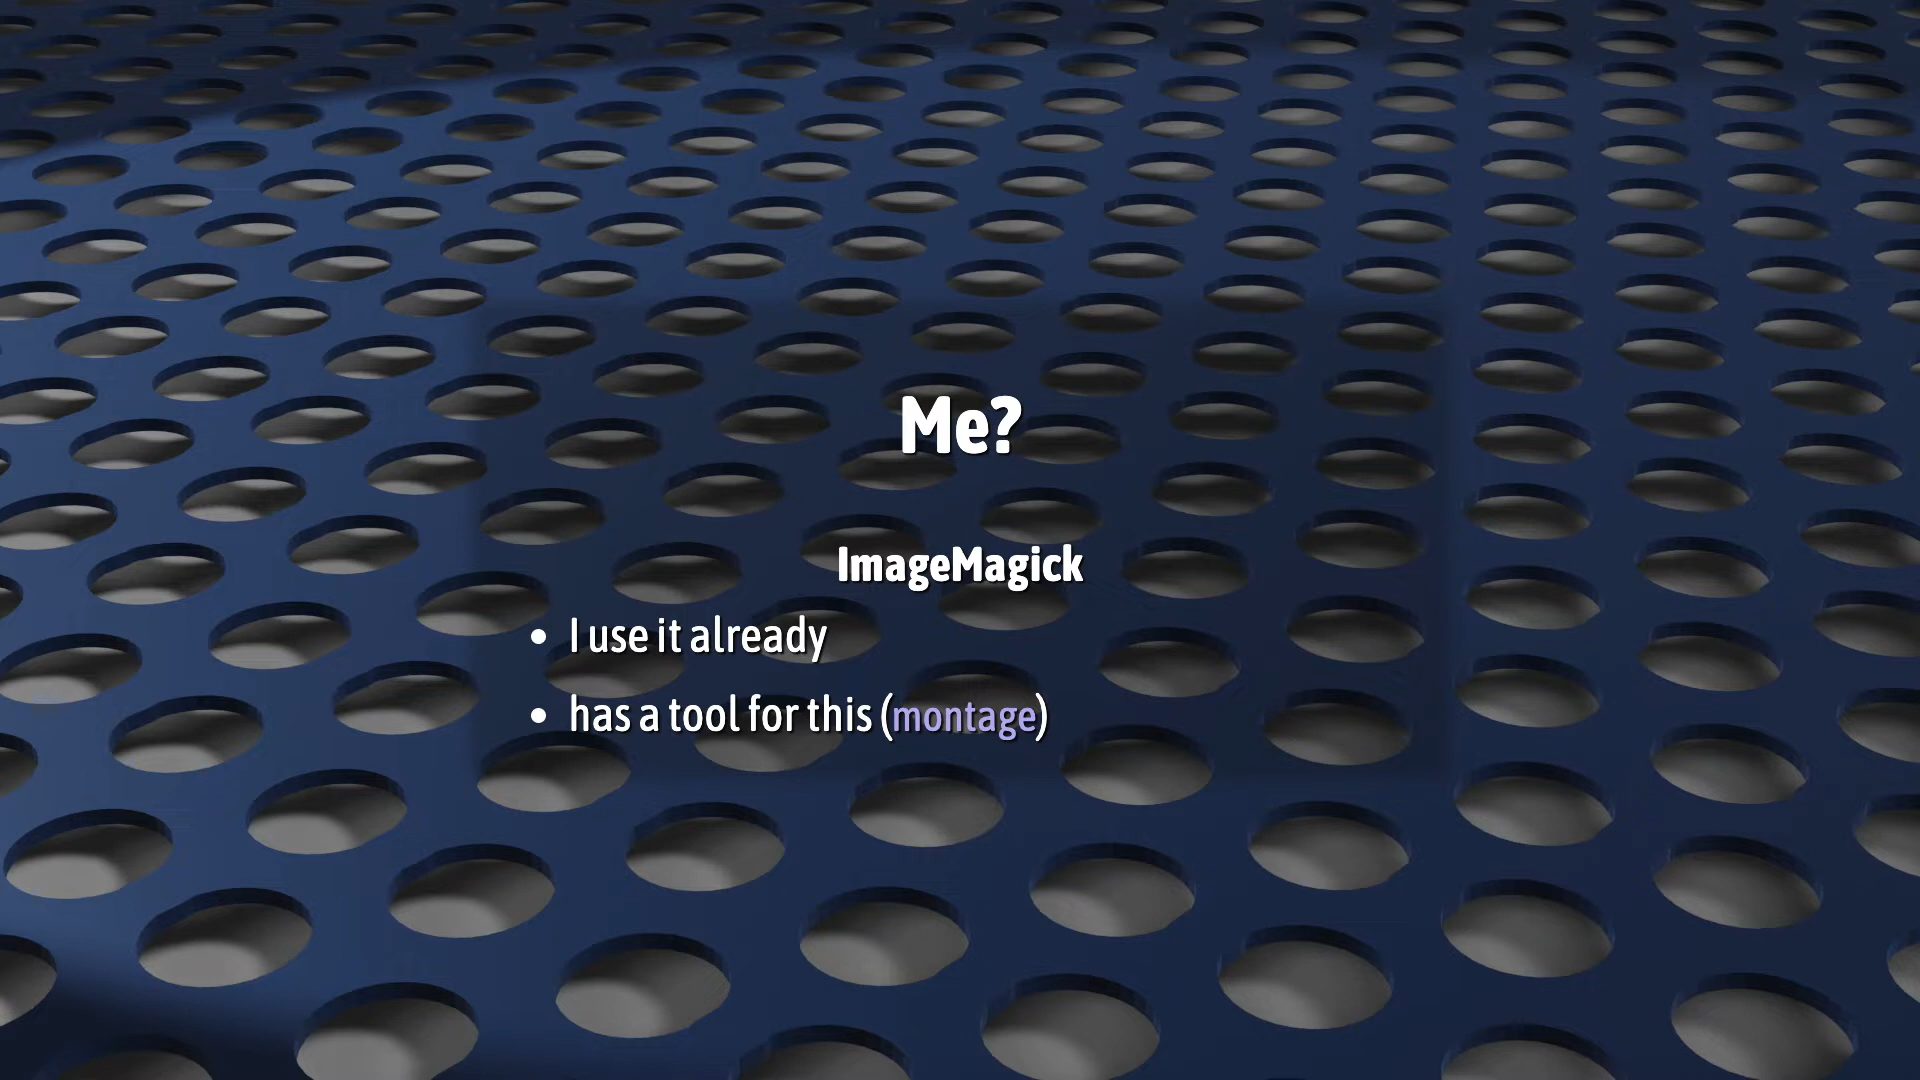 Me?
ImageMagick
• I use it already
• has a tool for this (montage)